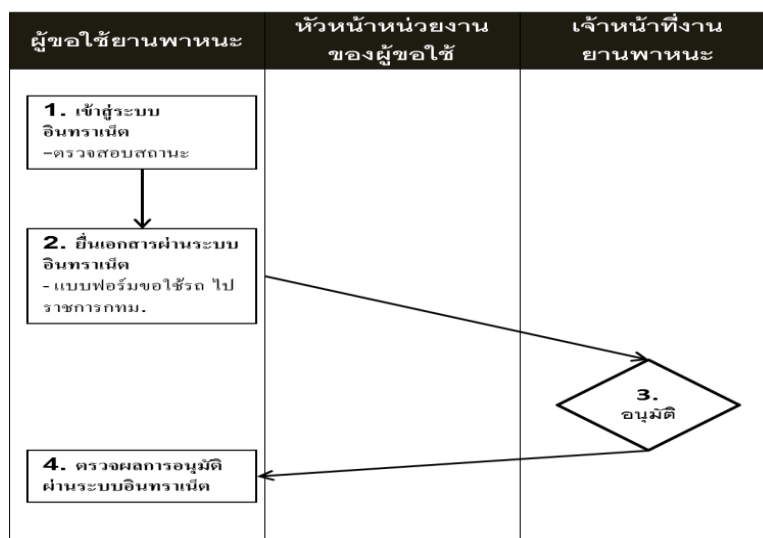 ผู้ขอใช้ยานพาหนะ
หัวหน้าหน่วยงาน
ของผู้ขอใช้
เจ้าหน้าที่งาน
ยานพาหนะ
1. เข้าสู่ระบบ
อินทราเน็ต
-ตรวจสอบสถานะ
2. ยื่นเอกสารผ่านระบบ
อินทราเน็ต
- แบบฟอร์มขอใช้รถ ไป
ราชการกทม.
3.
อนุมัติ
4. ตรวจผลการอนุมัติ
ผ่านระบบอินทราเน็ต